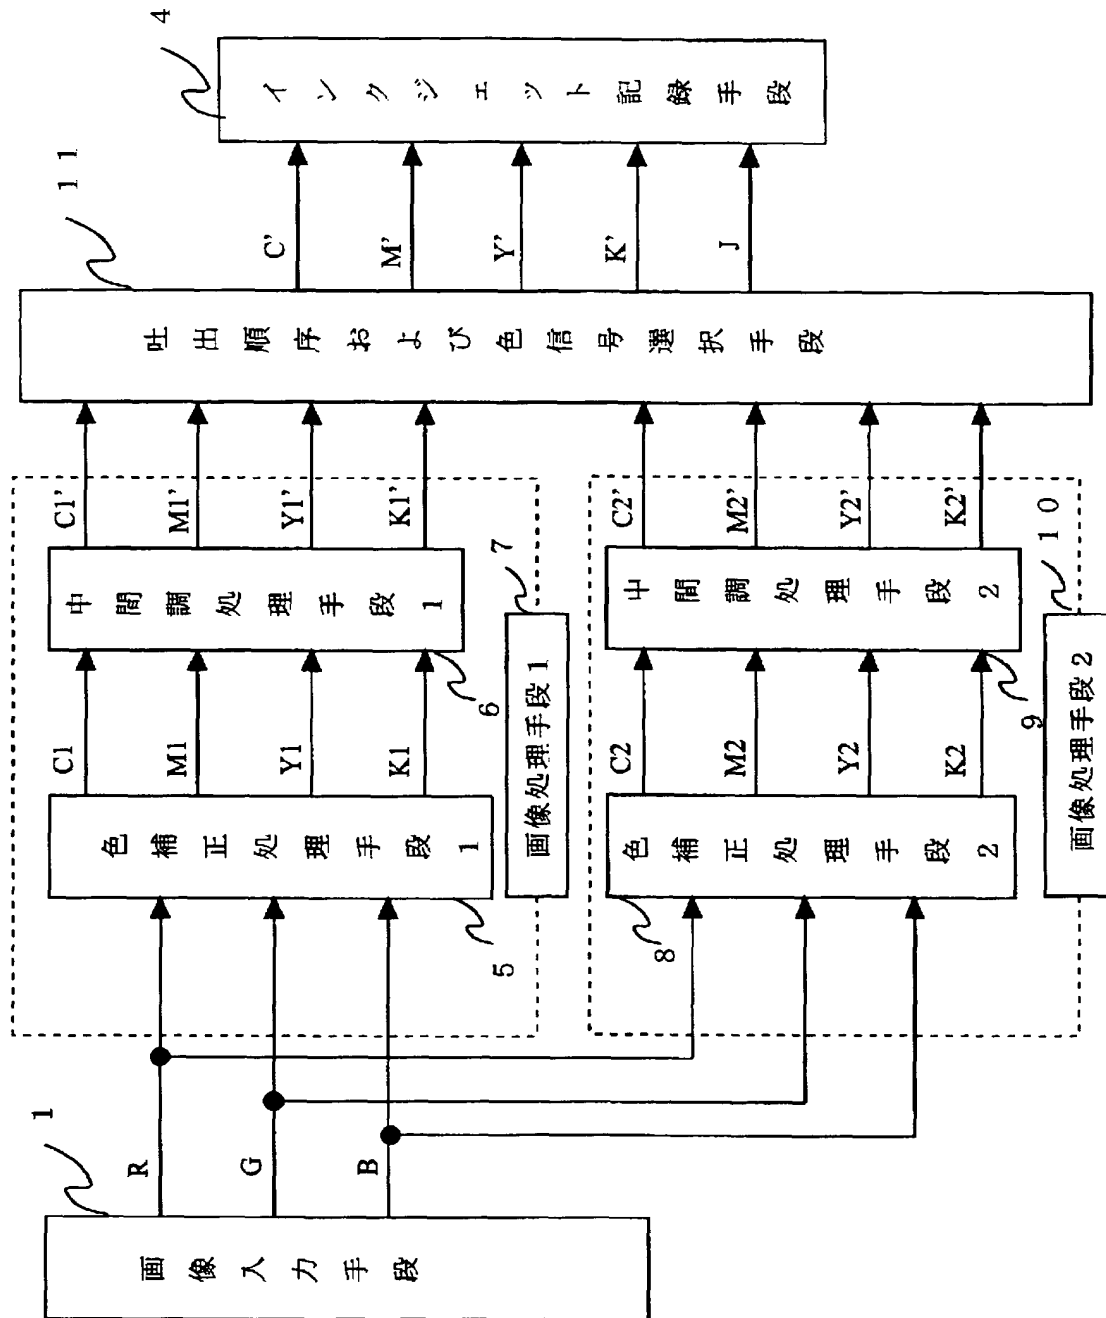 画像入力手段
1
R
G
B
色補正処理手段1
5
C1
M1
Y1
K1
中間調処理手段1
6
画像処理手段1
7
C1'
M1'
Y1'
K1'
色補正処理手段2
8
C2
M2
Y2
K2
中間調処理手段2
9
画像処理手段2
10
C2'
M2'
Y2'
K2'
吐出順序および色信号選択手段
11
C'
M'
Y'
K'
J
インクジェット記録手段
4